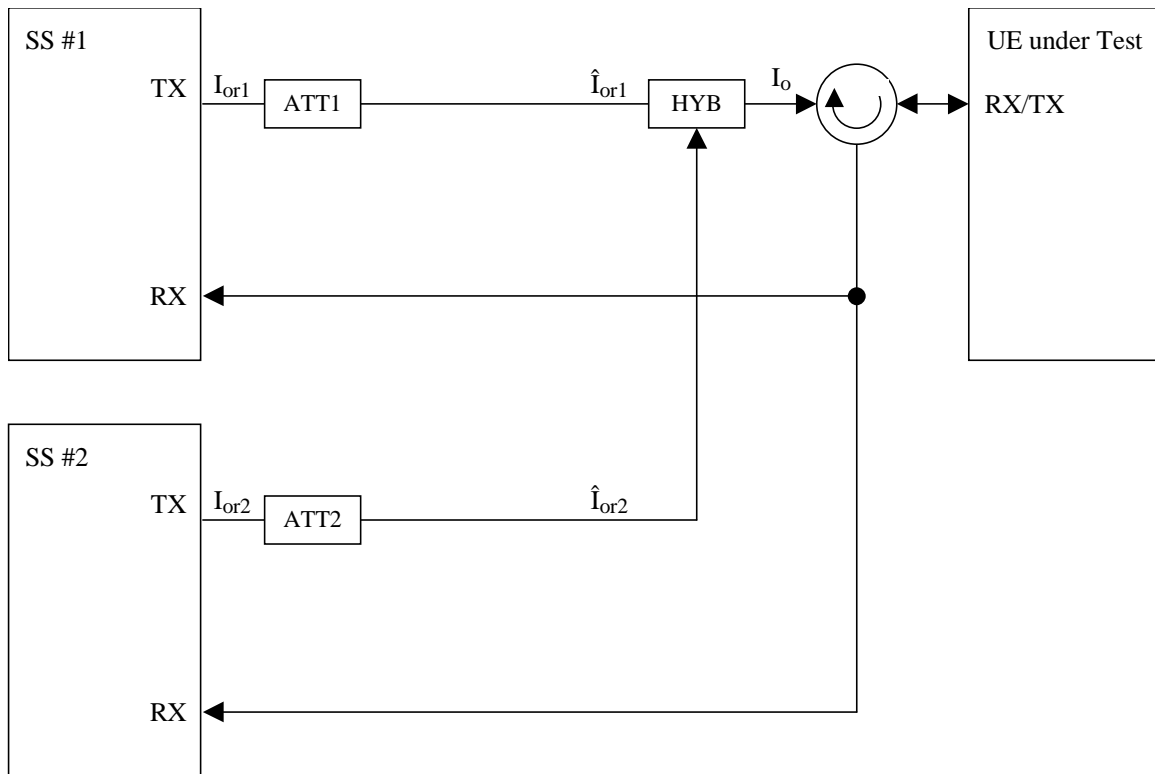 SS #1
UE under Test
TX
I_or1
ATT1
Î_or1
HYB
I_o
RX/TX
RX
SS #2
TX
I_or2
ATT2
Î_or2
RX